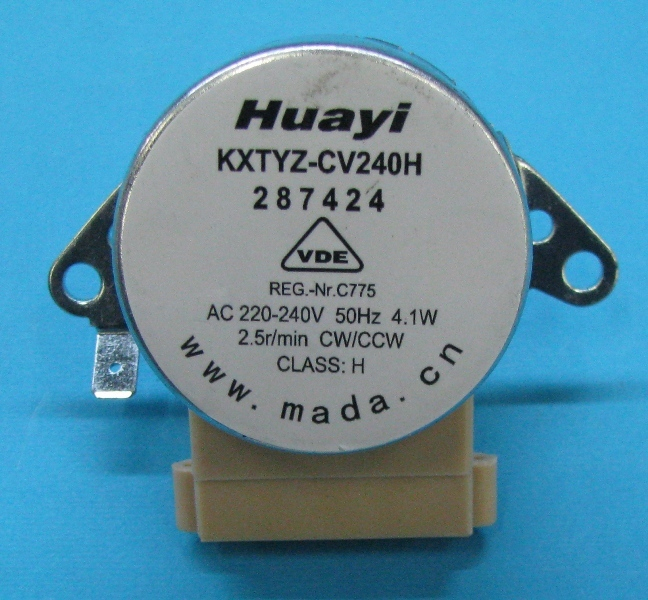 Huayi
KXTYZ-CV240H
287424
VDE
REG.-Nr.C775
AC 220-240V 50Hz 4.1W
2.5r/min CW/CCW
CLASS: H
www.mada.cn